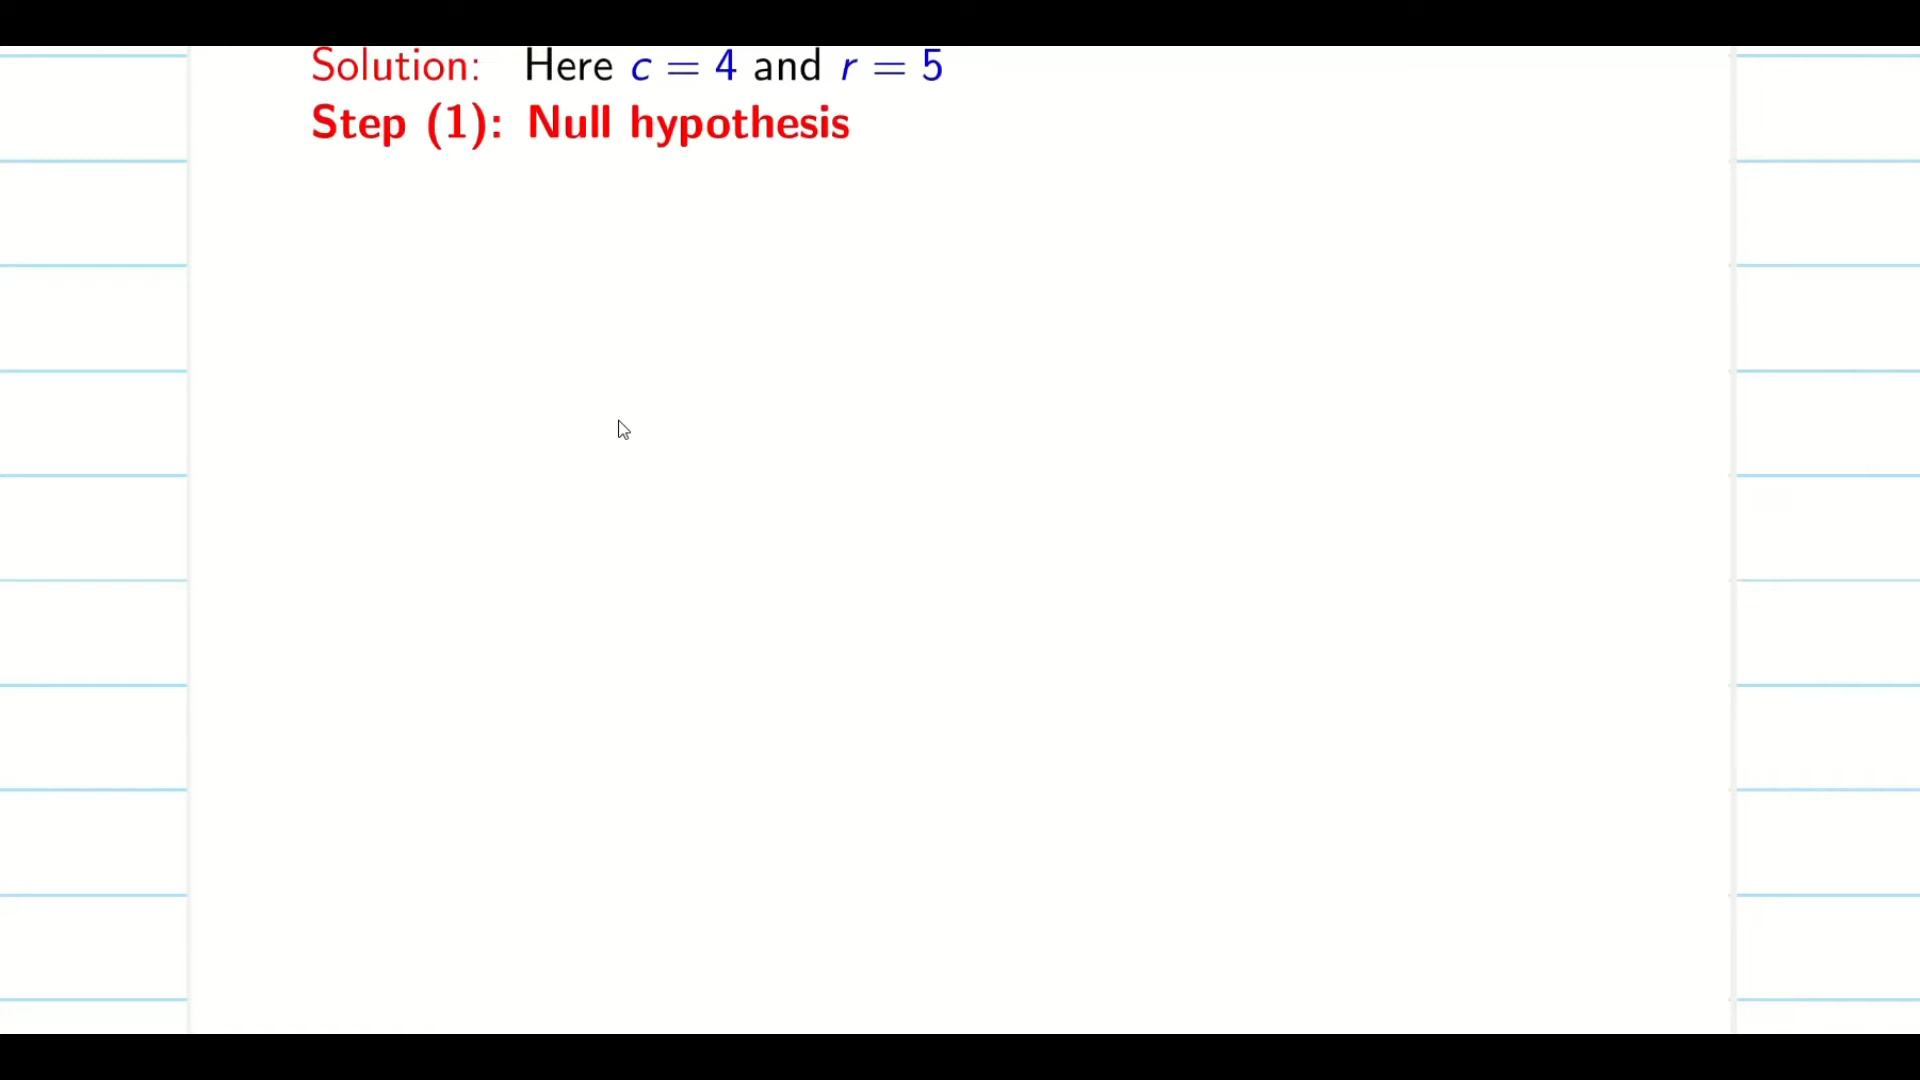 Solution: Here c = 4 and r = 5
Step (1): Null hypothesis